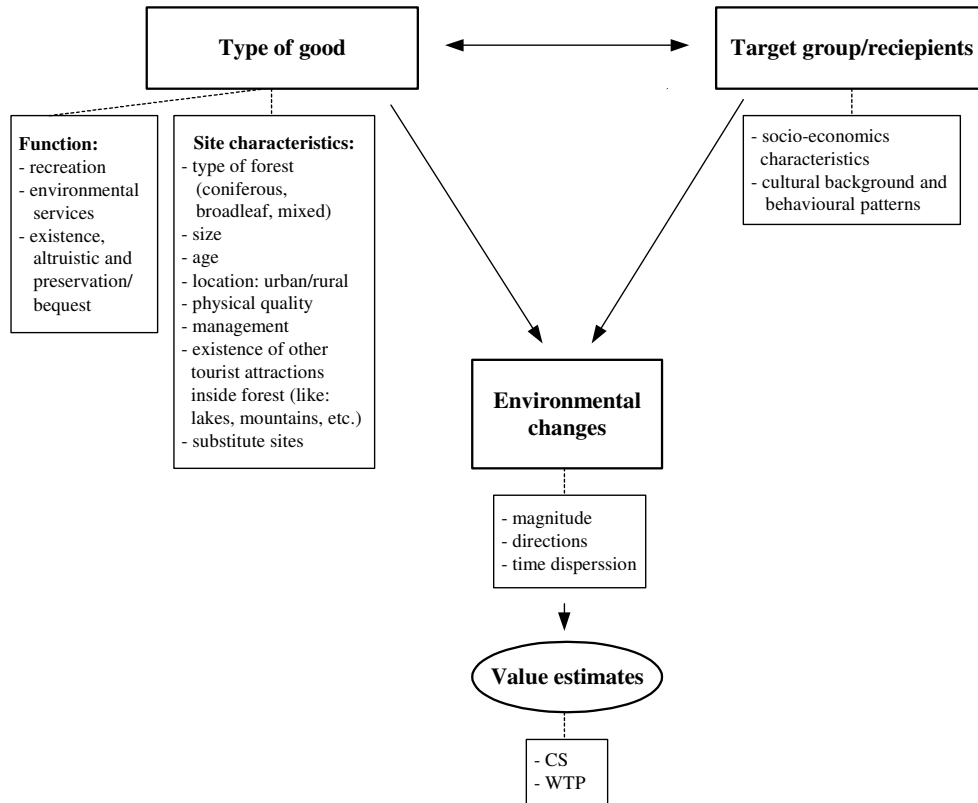 Type of good
Target group/reciepients
Function:
- recreation
- environmental
services
- existence,
altruistic and
preservation/
bequest
Site characteristics:
- type of forest
(coniferous,
broadleaf, mixed)
- size
- age
- location: urban/rural
- physical quality
- management
- existence of other
tourist attractions
inside forest (like:
lakes, mountains, etc.)
- substitute sites
- socio-economics
characteristics
- cultural background and
behavioural patterns
Environmental
changes
- magnitude
- directions
- time disperssion
Value estimates
- CS
- WTP